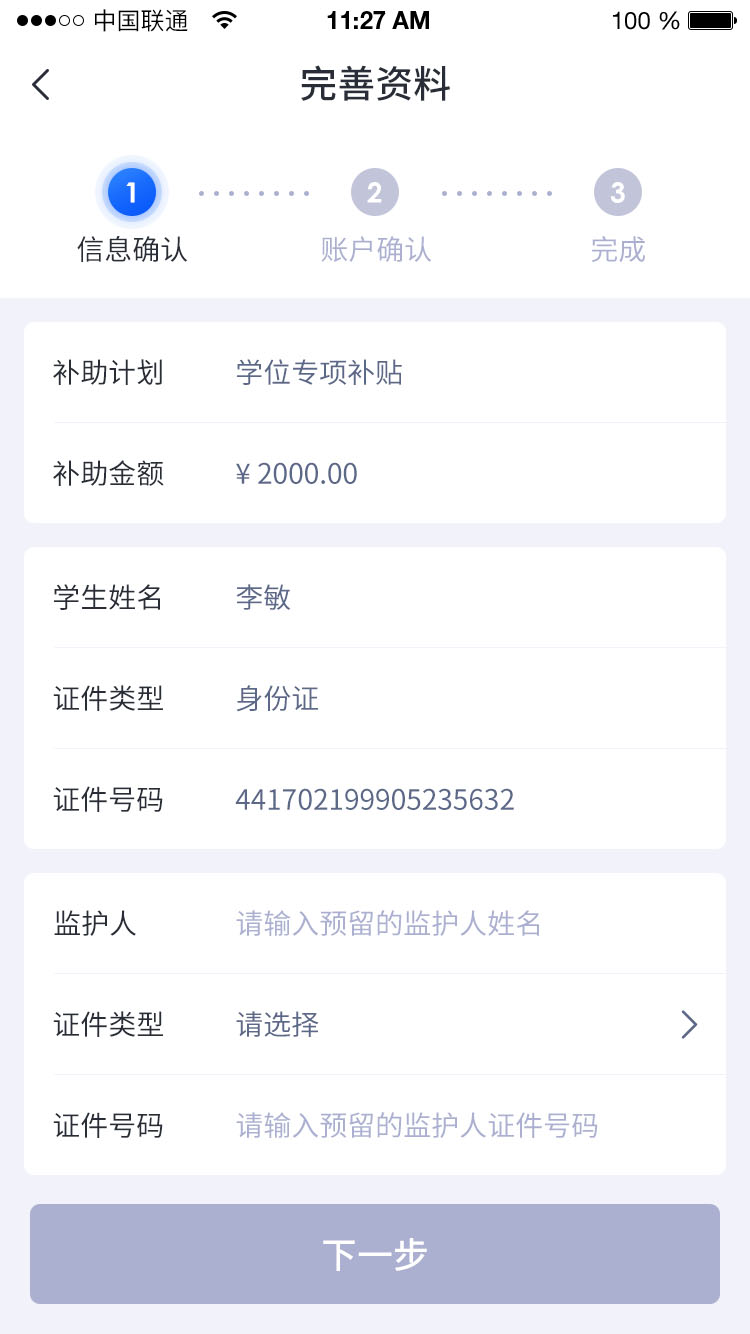 中国联通 11:27 AM 100 %
完善资料
1 2 3
信息确认 账户确认 完成
补助计划 学位专项补贴
补助金额 ¥ 2000.00
学生姓名 李敏
证件类型 身份证
证件号码 441702199905235632
监护人 请输入预留的监护人姓名
证件类型 请选择
证件号码 请输入预留的监护人证件号码
下一步